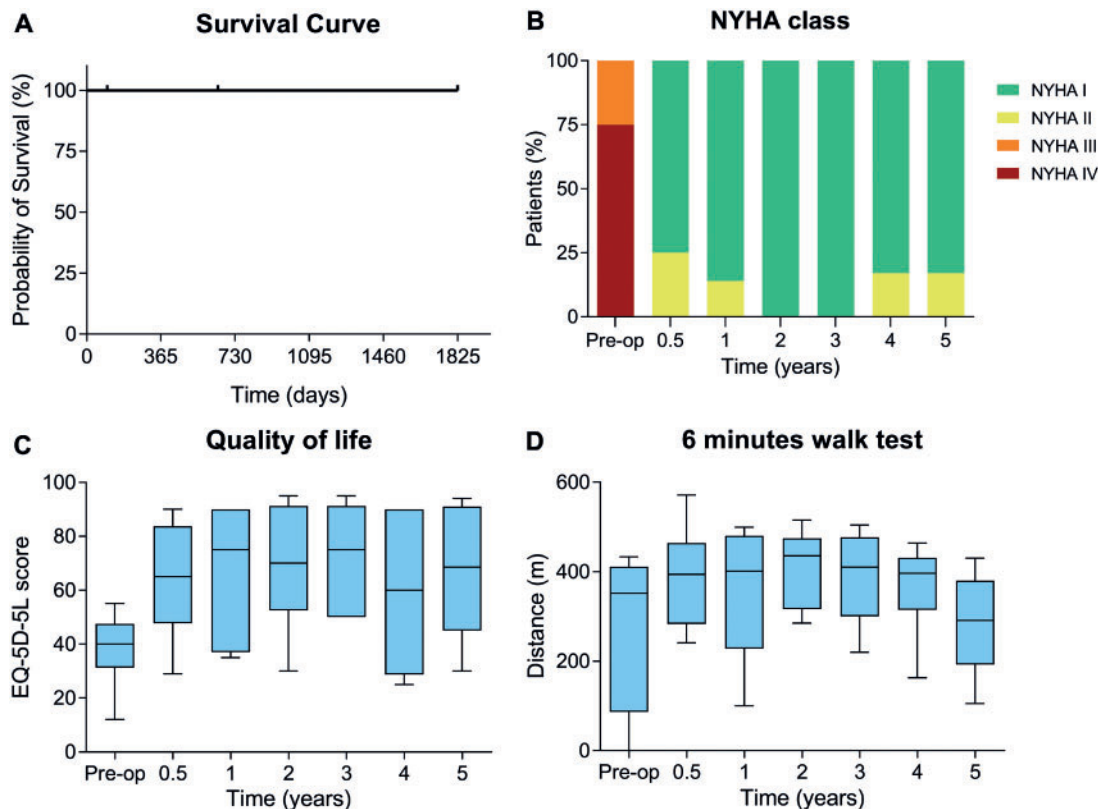 A
Survival Curve
Probability of Survival (%)
100
75
50
25
0
0 365 730 1095 1460 1825
Time (days)
B
NYHA class
Patients (%)
100
75
50
25
0
Pre-op 0.5 1 2 3 4 5
Time (years)
NYHA I
NYHA II
NYHA III
NYHA IV
C
Quality of life
EQ-5D-5L score
100
80
60
40
20
0
Pre-op 0.5 1 2 3 4 5
Time (years)
D
6 minutes walk test
Distance (m)
600
400
200
0
Pre-op 0.5 1 2 3 4 5
Time (years)